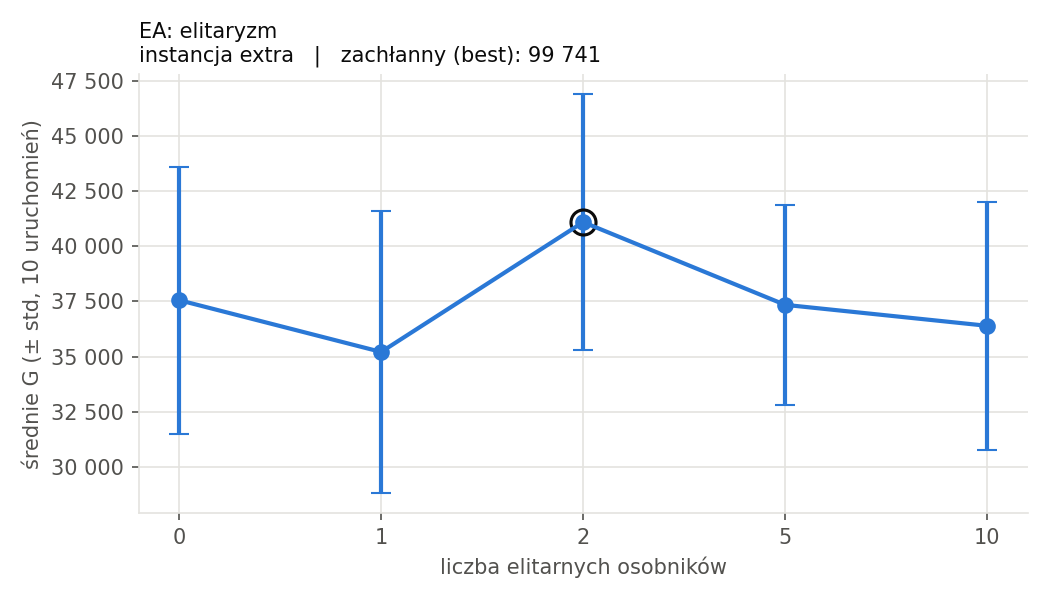 EA: elitaryzm
instancja extra | zachłanny (best): 99 741
47 500
45 000
42 500
40 000
37 500
35 000
32 500
30 000
średnie G (± std, 10 uruchomień)
0 1 2 5 10
liczba elitarnych osobników